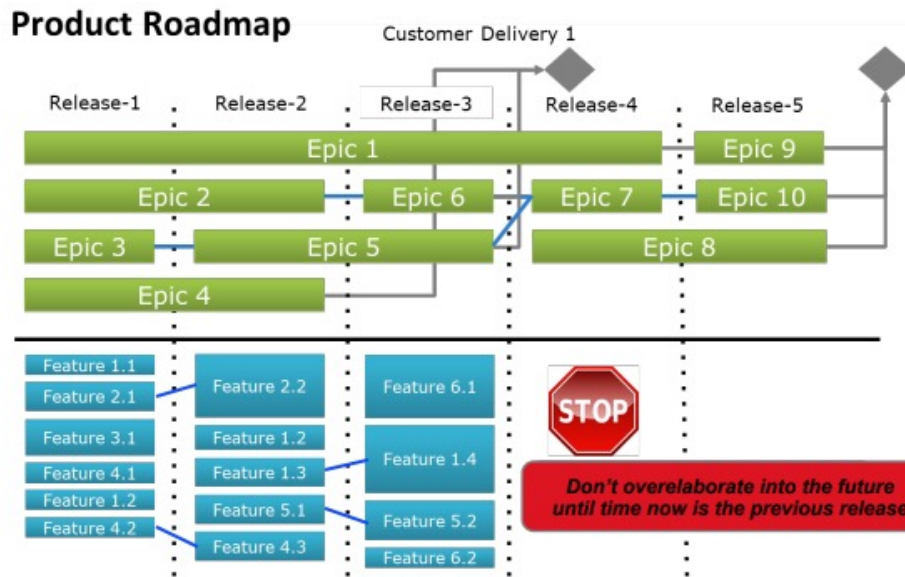 Product Roadmap
Customer Delivery 1
Release-1
Release-2
Release-3
Release-4
Release-5
Epic 1
Epic 9
Epic 2
Epic 6
Epic 7
Epic 10
Epic 3
Epic 5
Epic 8
Epic 4
Feature 1.1
Feature 2.1
Feature 3.1
Feature 4.1
Feature 1.2
Feature 4.2
Feature 2.2
Feature 1.2
Feature 1.3
Feature 5.1
Feature 4.3
Feature 6.1
Feature 1.4
Feature 5.2
Feature 6.2
STOP
Don't overelaborate into the future
until time now is the previous release